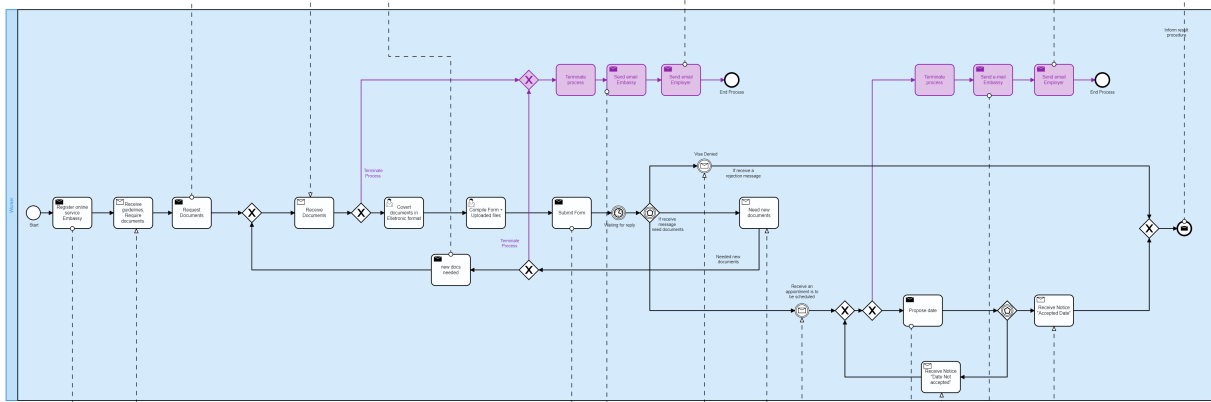 Worker
Inform result
procedure
Terminate
process
Send email
Embassy
Send email
Employer
End Process
Terminate
process
Send e-mail
Embassy
Send email
Employer
End Process
Visa Denied
If receive a
rejection message
Terminate
Process
Start
Register online
service
Embassy
Receive
guidelines,
Require
documents
Request
Documents
Receive
Documents
Covert
documents in
Elettronic format
Compile Form +
Uploaded files
Submit Form
Waiting for reply
If receive
message
need documents
Need new
documents
Terminate
Process
Needed new
documents
new docs
needed
Receive an
appointment is to
be scheduled
Propose date
Receive Notice
"Accepted Date"
Receive Notice
"Date Not
accepted"